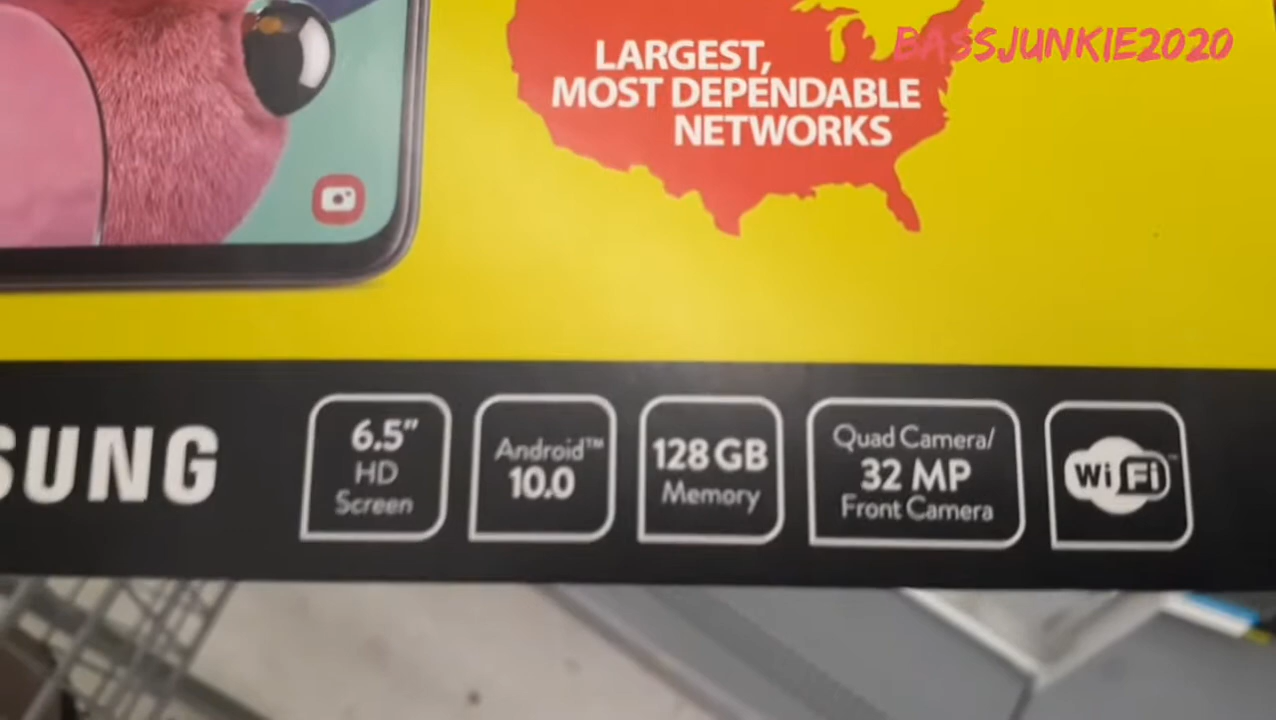 BASSJUNKIE2020
LARGEST,
MOST DEPENDABLE
NETWORKS
SUNG
6.5"
HD
Screen
Android™
10.0
128 GB
Memory
Quad Camera/
32 MP
Front Camera
Wi Fi™